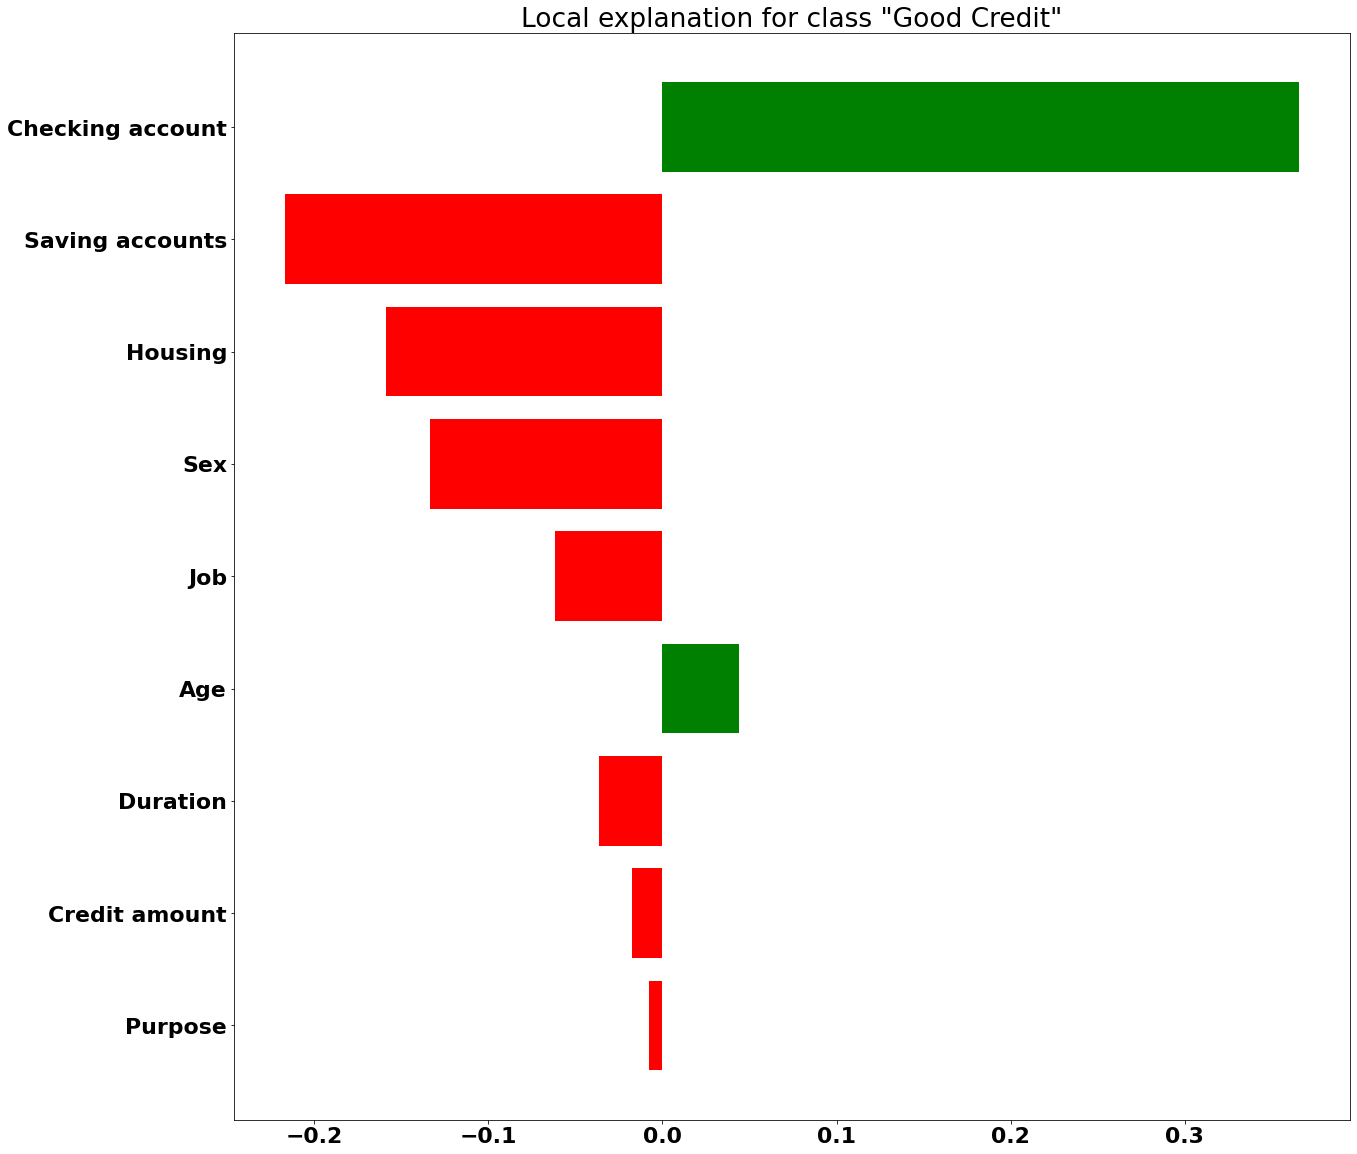 Local explanation for class "Good Credit"
Checking account
Saving accounts
Housing
Sex
Job
Age
Duration
Credit amount
Purpose
−0.2 −0.1 0.0 0.1 0.2 0.3